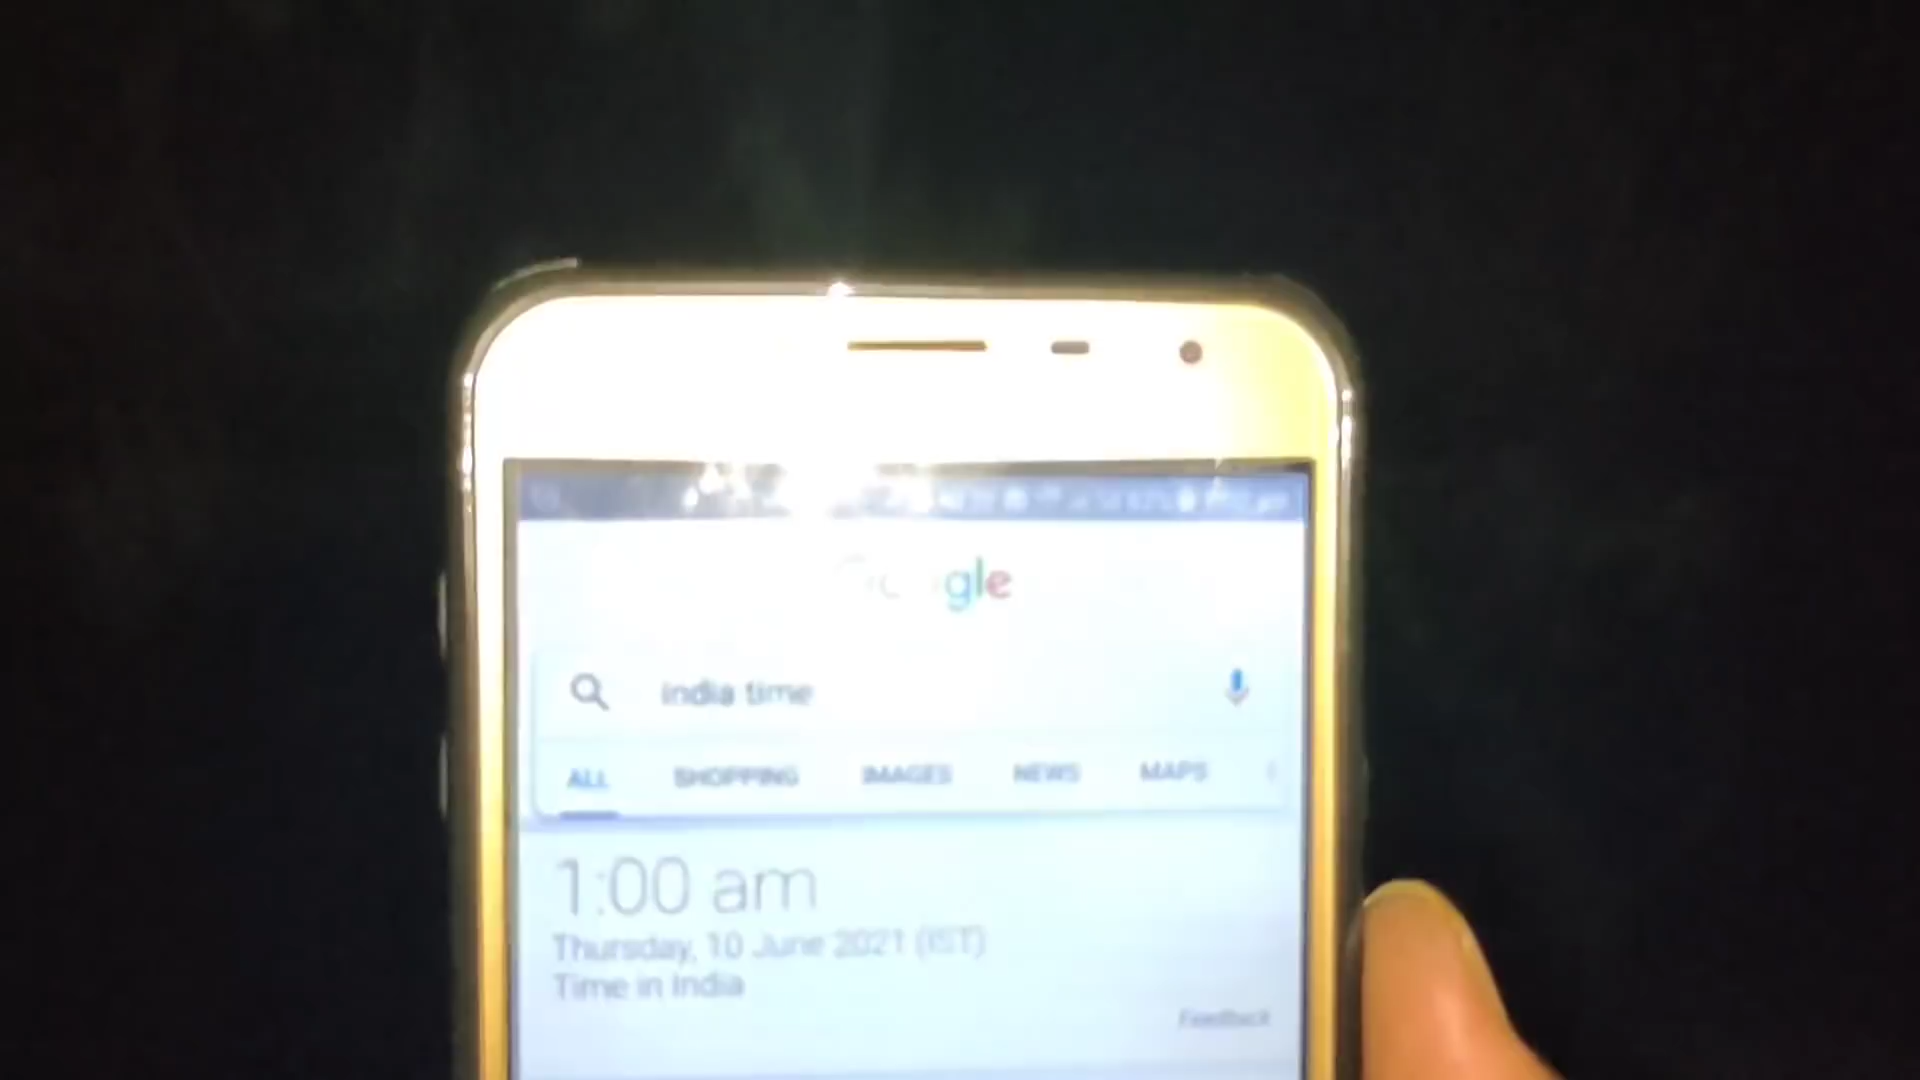 Google
india time
ALL SHOPPING IMAGES NEWS MAPS
1:00 am
Thursday, 10 June 2021 (IST)
Time in India
Feedback